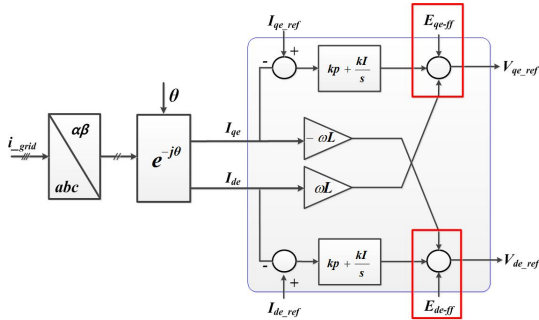 I_qe_ref
E_qe-ff
- + kp + kI/s V_qe_ref
θ
i_grid αβ abc e^-jθ I_qe - ωL
I_de ωL
- + kp + kI/s V_de_ref
I_de_ref
E_de-ff